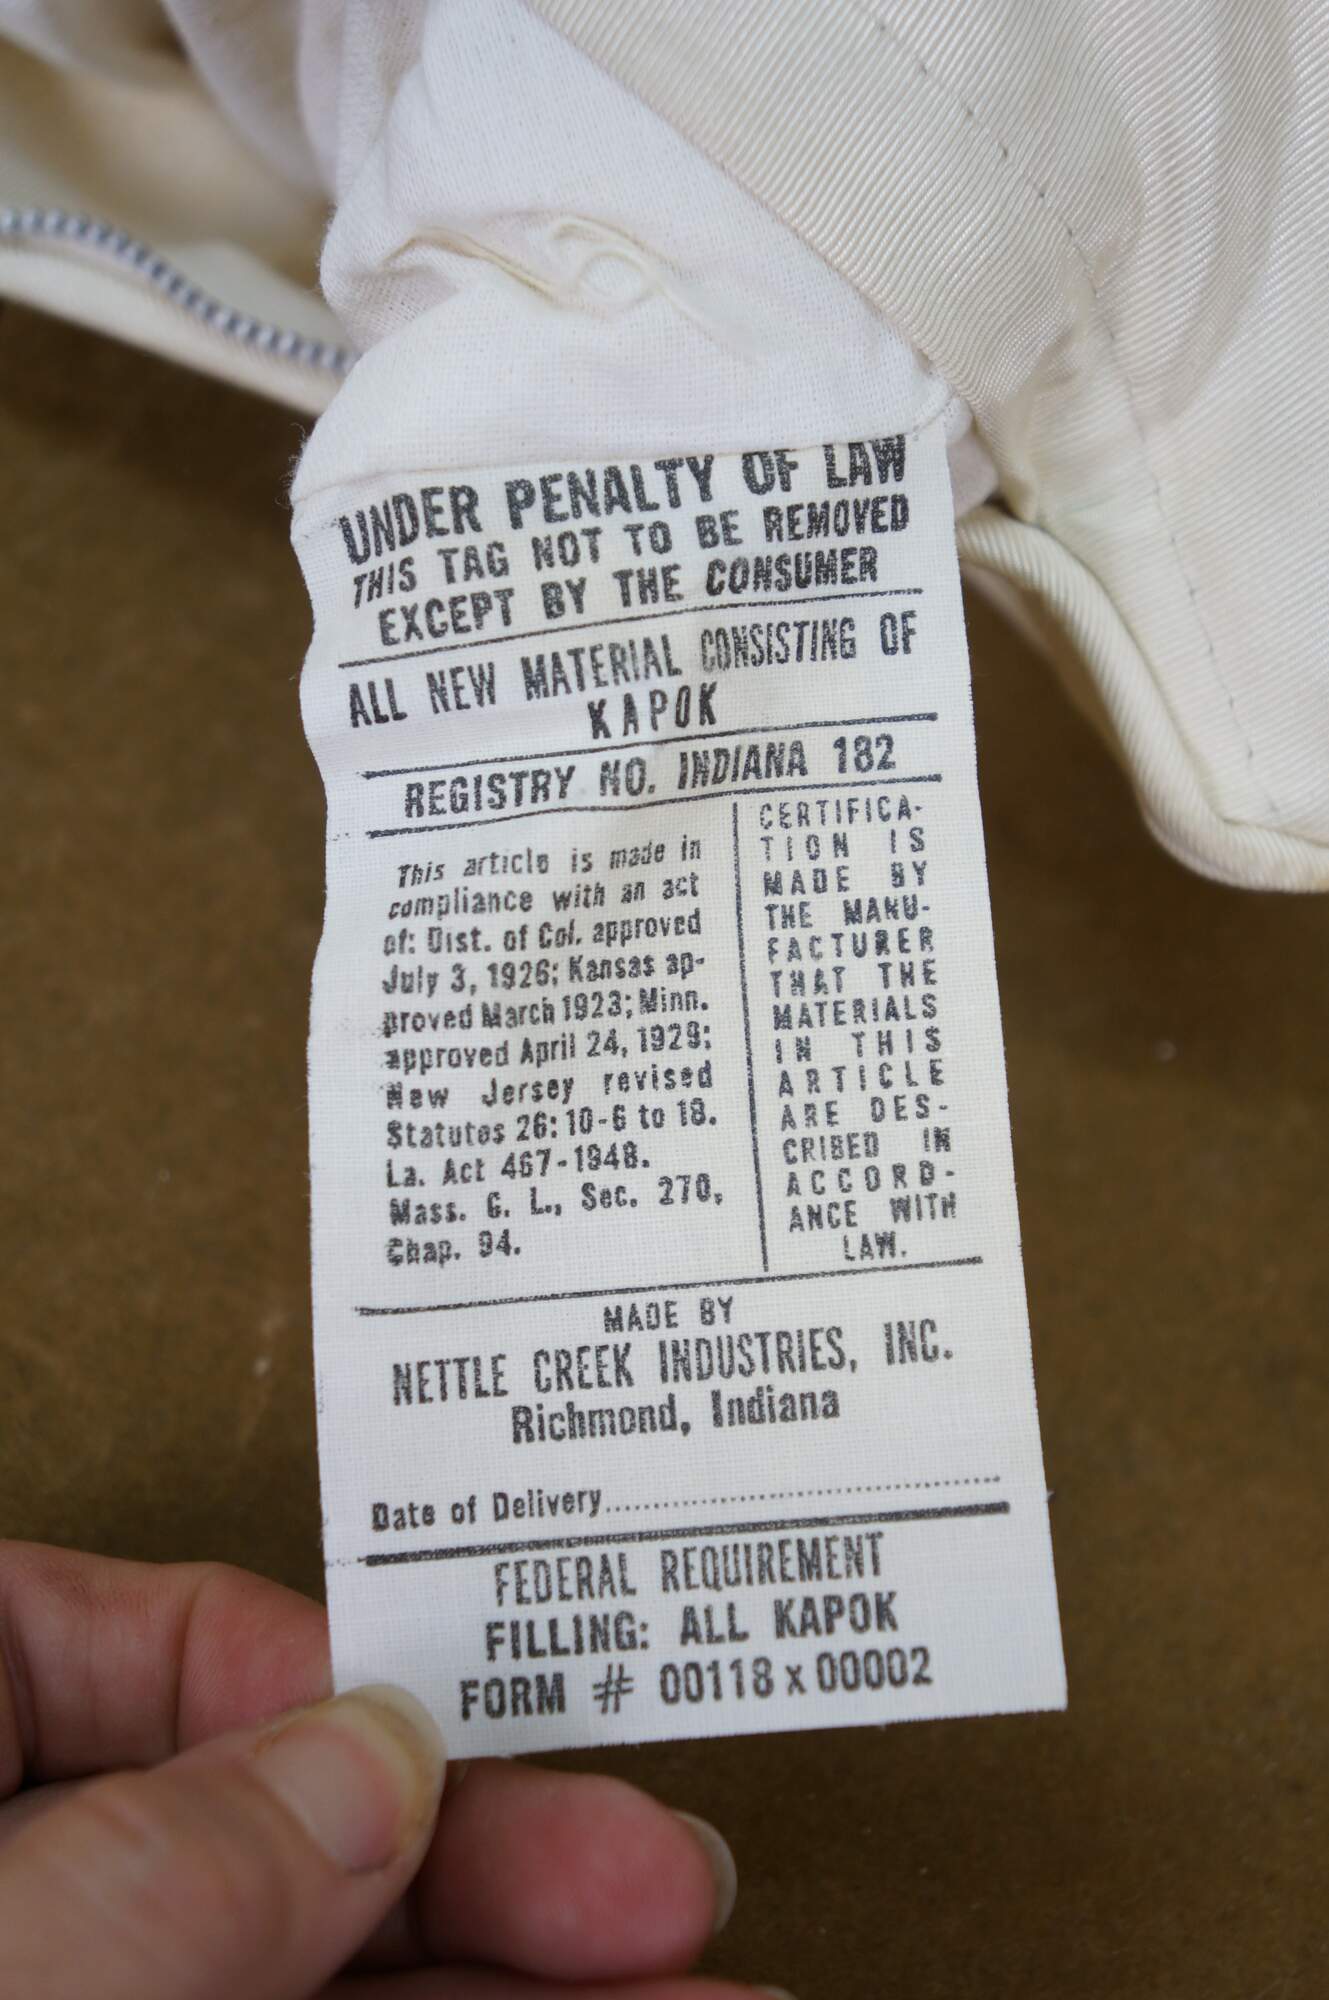 UNDER PENALTY OF LAW
THIS TAG NOT TO BE REMOVED
EXCEPT BY THE CONSUMER
ALL NEW MATERIAL CONSISTING OF
KAPOK
REGISTRY NO. INDIANA 182
This article is made in
compliance with an act
of: Dist. of Col. approved
July 3, 1926; Kansas ap-
proved March 1923; Minn.
approved April 24, 1929;
New Jersey revised
Statutes 26:10-6 to 18.
La. Act 467-1948.
Mass. G. L., Sec. 270,
Chap. 94.
CERTIFICA-
TION IS
MADE BY
THE MANU-
FACTURER
THAT THE
MATERIALS
IN THIS
ARTICLE
ARE DES-
CRIBED IN
ACCORD-
ANCE WITH
LAW.
MADE BY
NETTLE CREEK INDUSTRIES, INC.
Richmond, Indiana
Date of Delivery
FEDERAL REQUIREMENT
FILLING: ALL KAPOK
FORM # 00118 x 00002